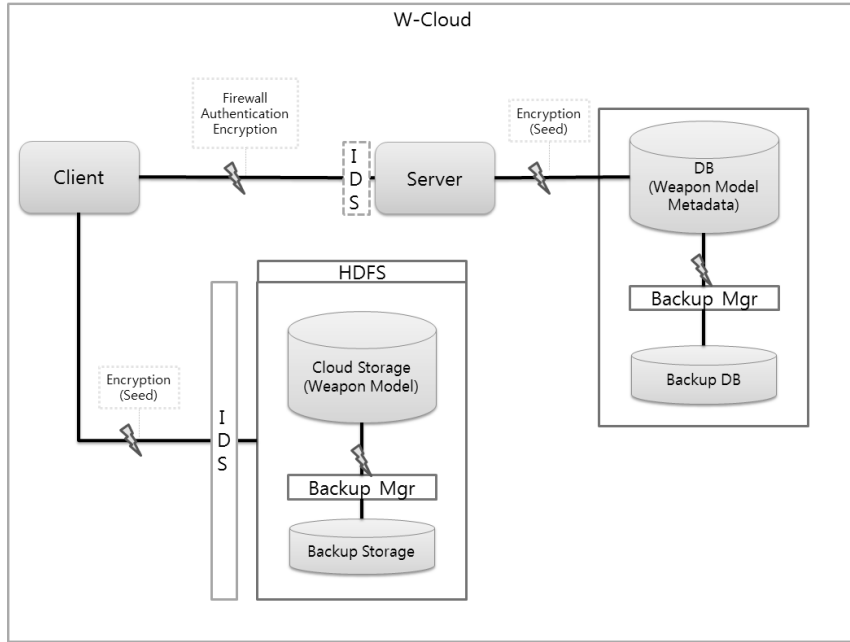 W-Cloud
Firewall
Authentication
Encryption
Encryption
(Seed)
Client
I
D
S
Server
DB
(Weapon Model
Metadata)
Backup Mgr
Backup DB
HDFS
Cloud Storage
(Weapon Model)
Encryption
(Seed)
I
D
S
Backup Mgr
Backup Storage